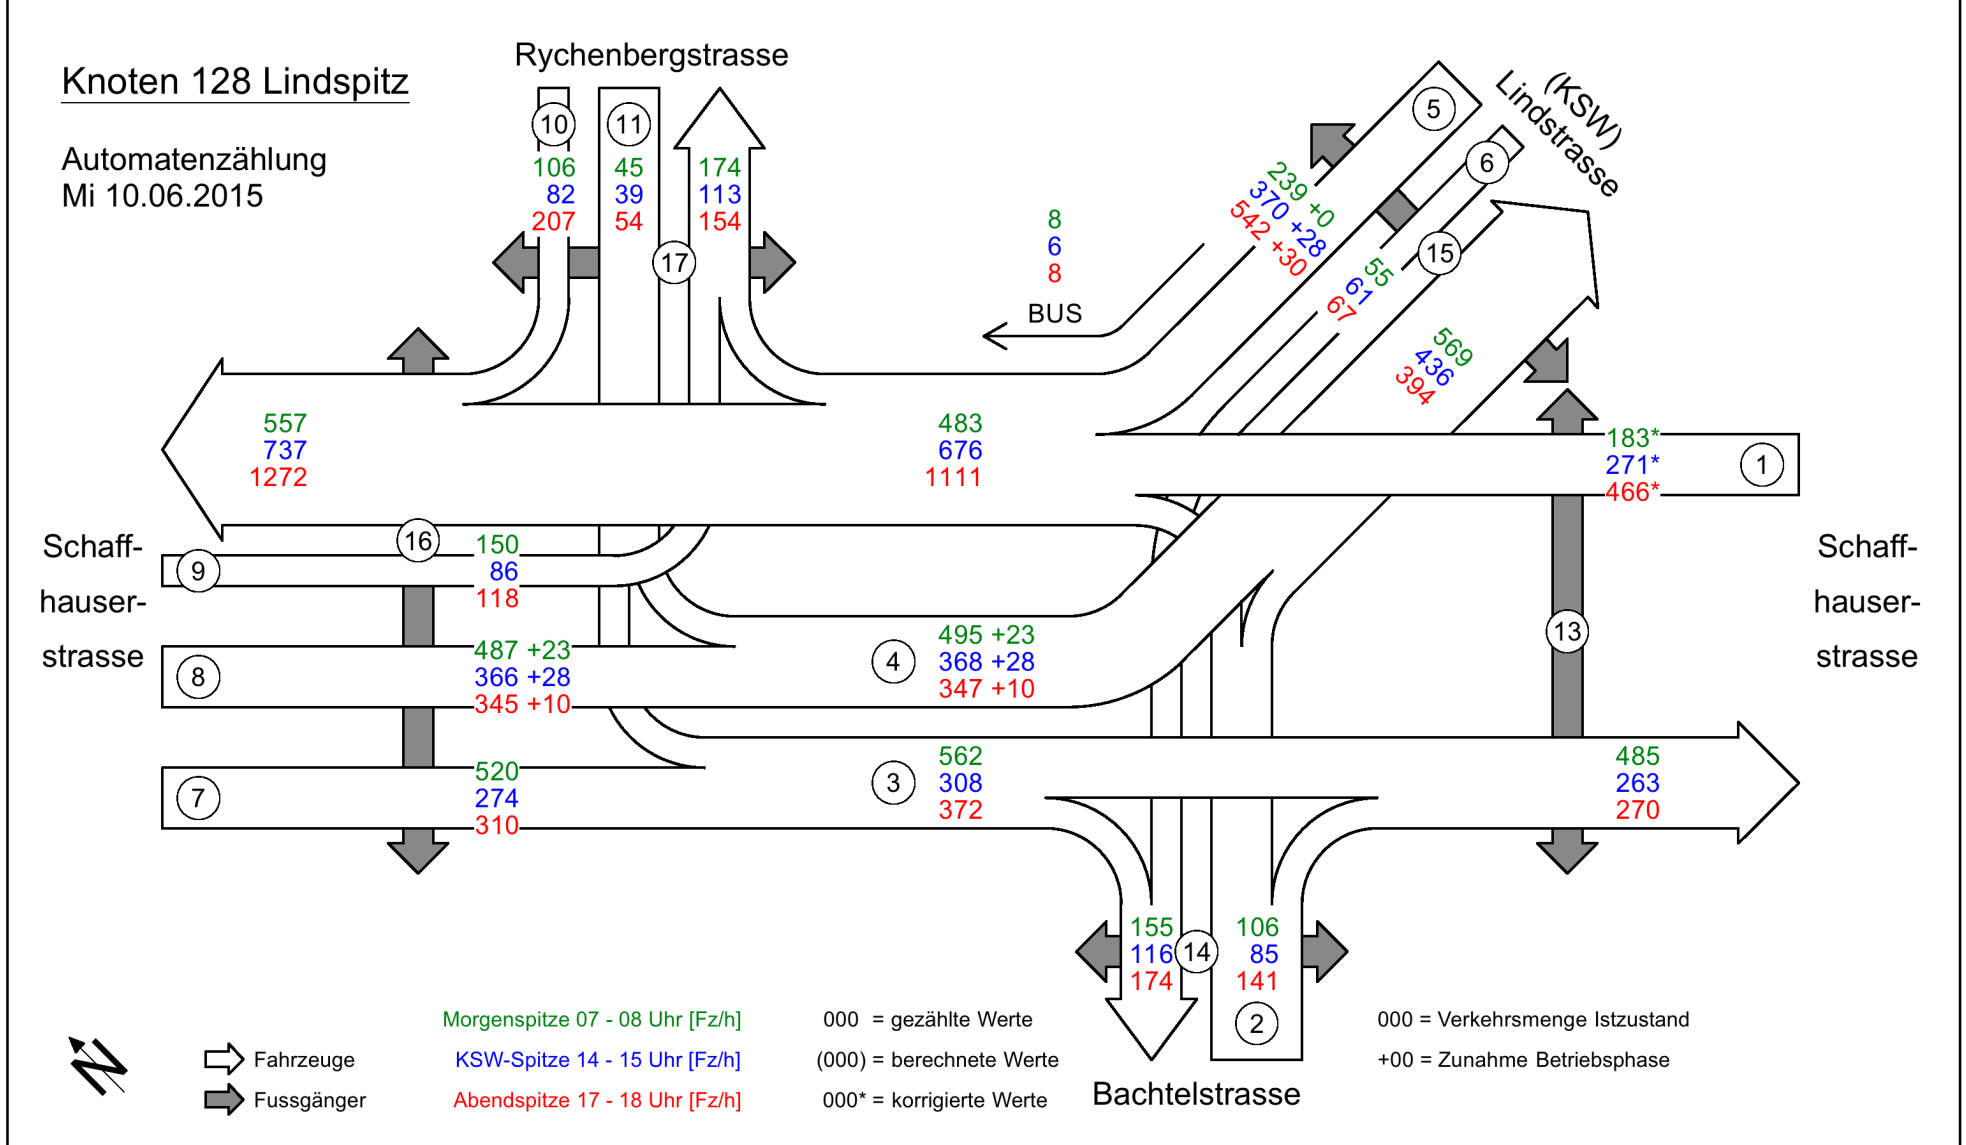 Knoten 128 Lindspitz
Automatenzählung
Mi 10.06.2015
Rychenbergstrasse
10
11
106
82
207
45
39
54
174
113
154
17
8
6
8
BUS
5
6
15
(KSW)
Lindstrasse
239 +0
370 +28
542 +30
55
61
67
569
436
394
557
737
1272
483
676
1111
183*
271*
466*
1
Schaff-
hauser-
strasse
16
9
150
86
118
8
487 +23
366 +28
345 +10
4
495 +23
368 +28
347 +10
13
Schaff-
hauser-
strasse
7
520
274
310
3
562
308
372
485
263
270
155
116
174
14
106
85
141
2
Bachtelstrasse
N
Fahrzeuge
Fussgänger
Morgenspitze 07 - 08 Uhr [Fz/h]
KSW-Spitze 14 - 15 Uhr [Fz/h]
Abendspitze 17 - 18 Uhr [Fz/h]
000 = gezählte Werte
(000) = berechnete Werte
000* = korrigierte Werte
000 = Verkehrsmenge Istzustand
+00 = Zunahme Betriebsphase